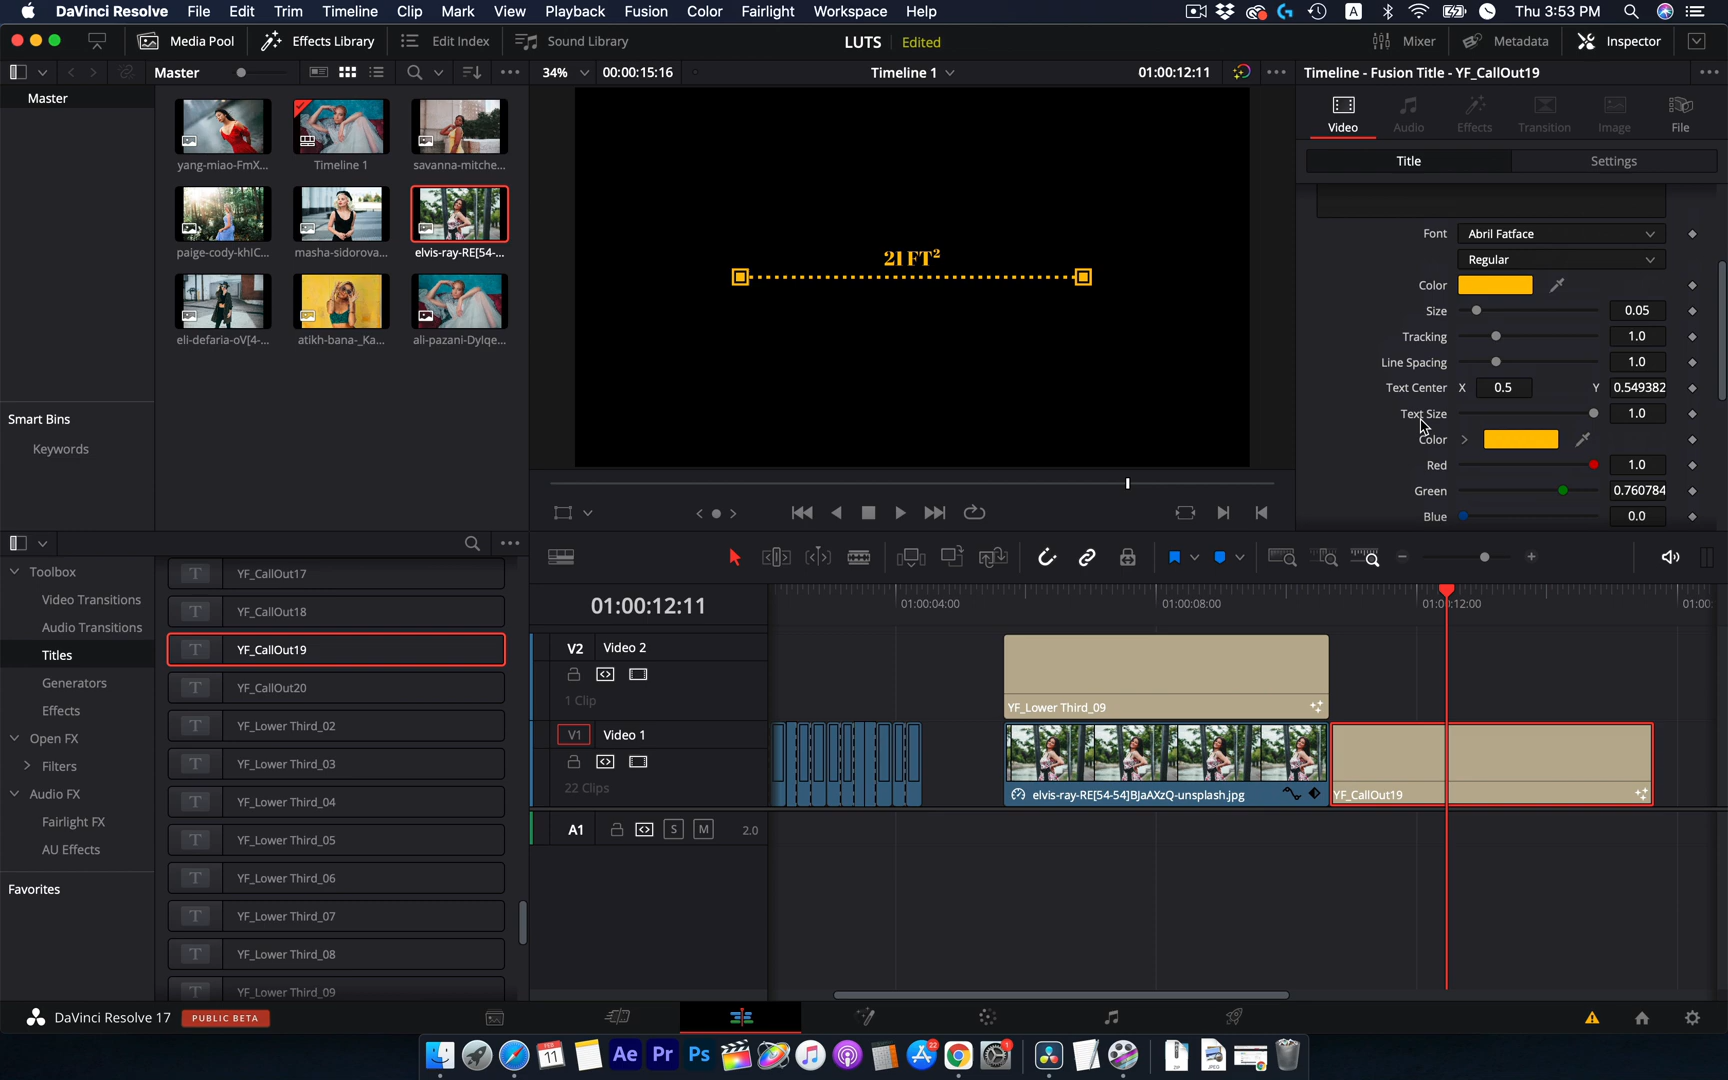 DaVinci Resolve File Edit Trim Timeline Clip Mark View Playback Fusion Color Fairlight Workspace Help Thu 3:53 PM
Media Pool Effects Library Edit Index Sound Library LUTS Edited Mixer Metadata Inspector
Master 34% 00:00:15:16 Timeline 1 01:00:12:11 Timeline - Fusion Title - YF_CallOut19
Master
Video Audio Effects Transition Image File
Title Settings
yang-miao-FmX... Timeline 1 savanna-mitche...
paige-cody-khIC... masha-sidorova... elvis-ray-RE[54-...
eli-defaria-oV[4-... atikh-bana-_Ka... ali-pazani-Dylqe...
21 FT²
Font Abril Fatface
Regular
Color
Size 0.05
Tracking 1.0
Line Spacing 1.0
Text Center X 0.5 Y 0.549382
Text Size 1.0
Color
Red 1.0
Green 0.760784
Blue 0.0
Smart Bins
Keywords
Toolbox
Video Transitions
Audio Transitions
Titles
Generators
Effects
Open FX
Filters
Audio FX
Fairlight FX
AU Effects
Favorites
YF_CallOut17
YF_CallOut18
YF_CallOut19
YF_CallOut20
YF_Lower Third_02
YF_Lower Third_03
YF_Lower Third_04
YF_Lower Third_05
YF_Lower Third_06
YF_Lower Third_07
YF_Lower Third_08
YF_Lower Third_09
01:00:12:11 01:00:04:00 01:00:08:00 01:00:12:00 01:00:
V2 Video 2
1 Clip
YF_Lower Third_09
V1 Video 1
22 Clips
elvis-ray-RE[54-54]BJaAXzQ-unsplash.jpg YF_CallOut19
A1 S M 2.0
DaVinci Resolve 17 PUBLIC BETA
FEB 11 Ae Pr Ps 22 1 ZIP JPEG